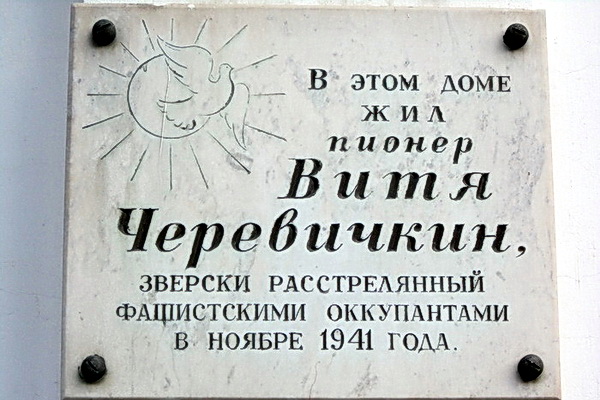 В ЭТОМ ДОМЕ
ЖИЛ
пионер
Витя
Черевичкин,
ЗВЕРСКИ РАССТРЕЛЯННЫЙ
ФАШИСТСКИМИ ОККУПАНТАМИ
В НОЯБРЕ 1941 ГОДА.